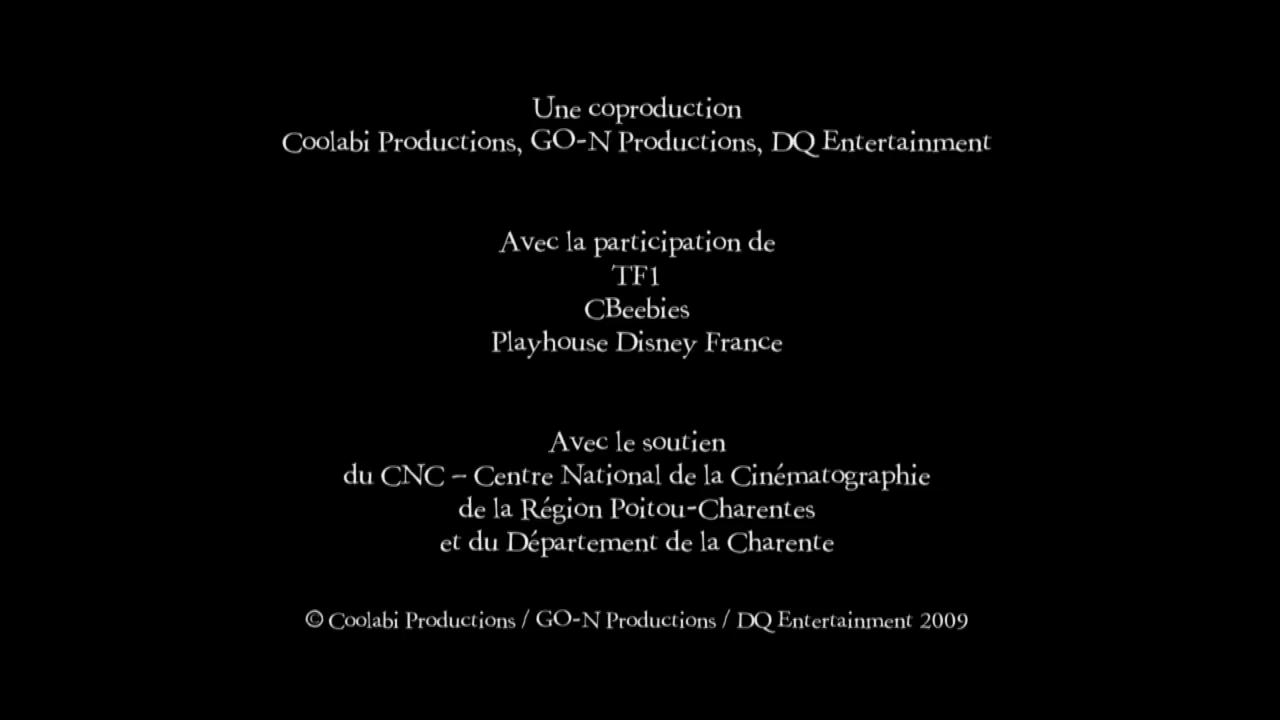 Une coproduction
Coolabi Productions, GO-N Productions, DQ Entertainment
Avec la participation de
TF1
CBeebies
Playhouse Disney France
Avec le soutien
du CNC – Centre National de la Cinématographie
de la Région Poitou-Charentes
et du Département de la Charente
© Coolabi Productions / GO-N Productions / DQ Entertainment 2009